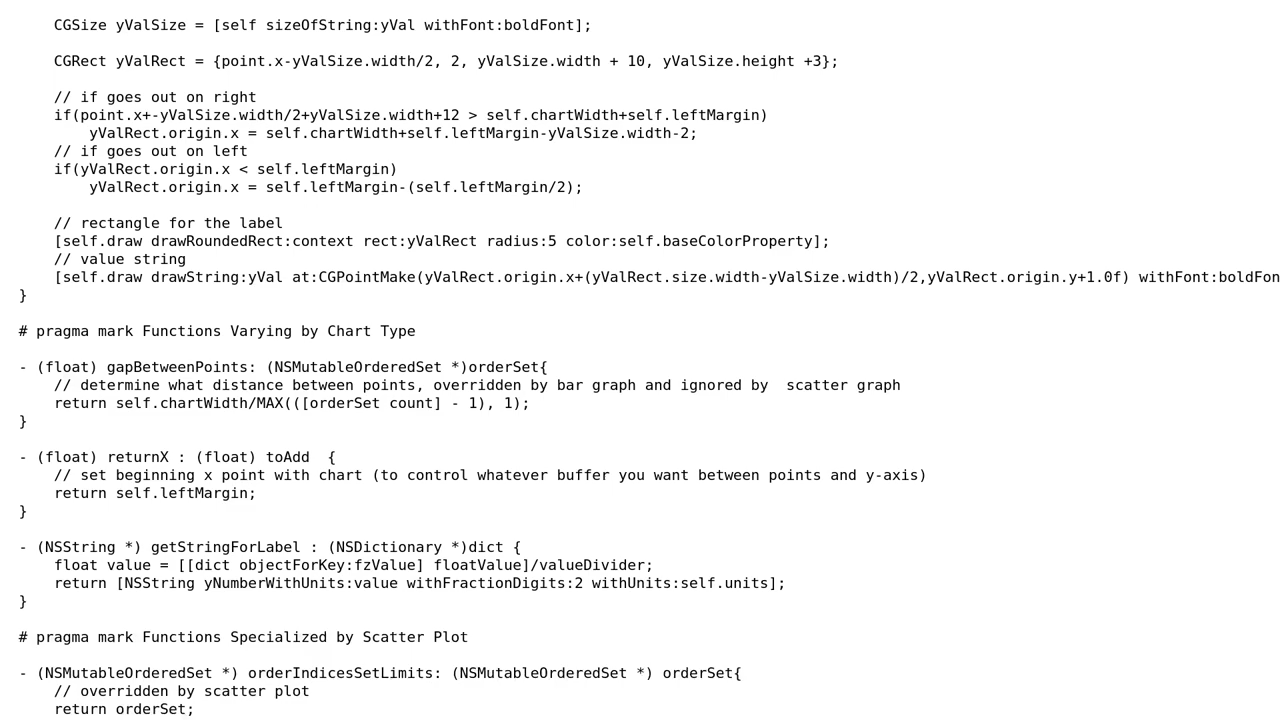 CGSize yValSize = [self sizeOfString:yVal withFont:boldFont];
CGRect yValRect = {point.x-yValSize.width/2, 2, yValSize.width + 10, yValSize.height +3};
// if goes out on right
if(point.x+-yValSize.width/2+yValSize.width+12 > self.chartWidth+self.leftMargin)
yValRect.origin.x = self.chartWidth+self.leftMargin-yValSize.width-2;
// if goes out on left
if(yValRect.origin.x < self.leftMargin)
yValRect.origin.x = self.leftMargin-(self.leftMargin/2);
// rectangle for the label
[self.draw drawRoundedRect:context rect:yValRect radius:5 color:self.baseColorProperty];
// value string
[self.draw drawString:yVal at:CGPointMake(yValRect.origin.x+(yValRect.size.width-yValSize.width)/2,yValRect.origin.y+1.0f) withFont:boldFon
}
# pragma mark Functions Varying by Chart Type
- (float) gapBetweenPoints: (NSMutableOrderedSet *)orderSet{
// determine what distance between points, overridden by bar graph and ignored by  scatter graph
return self.chartWidth/MAX(([orderSet count] - 1), 1);
}
- (float) returnX : (float) toAdd  {
// set beginning x point with chart (to control whatever buffer you want between points and y-axis)
return self.leftMargin;
}
- (NSString *) getStringForLabel : (NSDictionary *)dict {
float value = [[dict objectForKey:fzValue] floatValue]/valueDivider;
return [NSString yNumberWithUnits:value withFractionDigits:2 withUnits:self.units];
}
# pragma mark Functions Specialized by Scatter Plot
- (NSMutableOrderedSet *) orderIndicesSetLimits: (NSMutableOrderedSet *) orderSet{
// overridden by scatter plot
return orderSet;